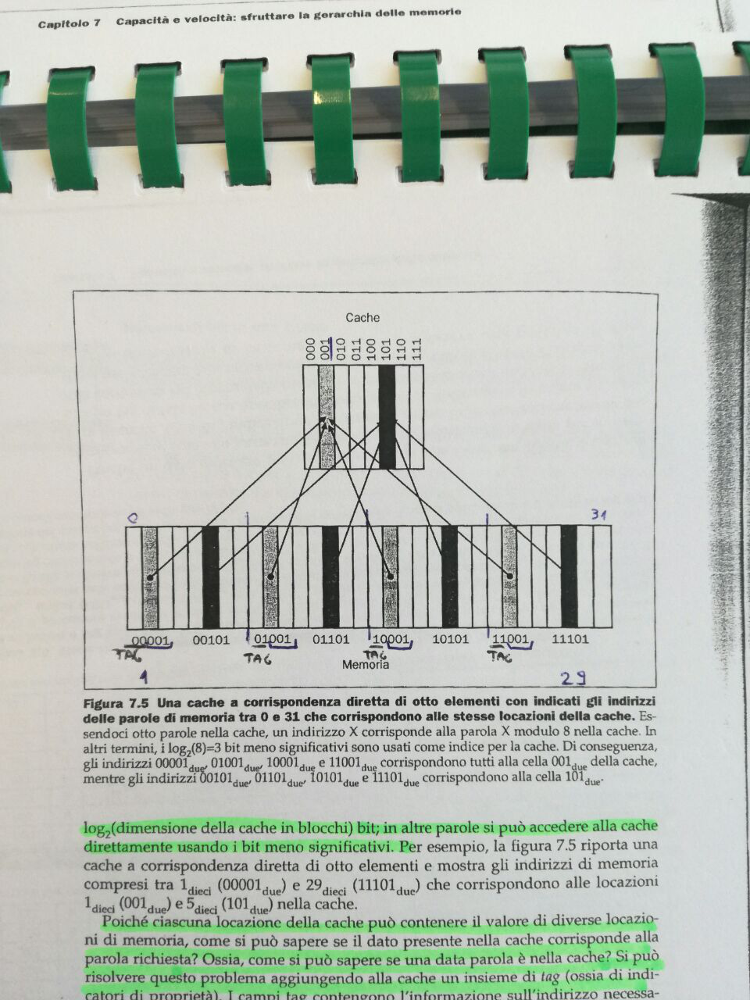 Capitolo 7 Capacità e velocità: sfruttare la gerarchia delle memorie
Cache
000 001 010 011 100 101 110 111
0 31
00001 00101 01001 01101 10001 10101 11001 11101
TAG TAG TAG TAG
Memoria
1 29
Figura 7.5 Una cache a corrispondenza diretta di otto elementi con indicati gli indirizzi
delle parole di memoria tra 0 e 31 che corrispondono alle stesse locazioni della cache. Es-
sendoci otto parole nella cache, un indirizzo X corrisponde alla parola X modulo 8 nella cache. In
altri termini, i log2(8)=3 bit meno significativi sono usati come indice per la cache. Di conseguenza,
gli indirizzi 00001due, 01001due, 10001due e 11001due corrispondono tutti alla cella 001due della cache,
mentre gli indirizzi 00101due, 01101due, 10101due e 11101due corrispondono alla cella 101due.
log2(dimensione della cache in blocchi) bit; in altre parole si può accedere alla cache
direttamente usando i bit meno significativi. Per esempio, la figura 7.5 riporta una
cache a corrispondenza diretta di otto elementi e mostra gli indirizzi di memoria
compresi tra 1dieci (00001due) e 29dieci (11101due) che corrispondono alle locazioni
1dieci (001due) e 5dieci (101due) nella cache.
Poiché ciascuna locazione della cache può contenere il valore di diverse locazio-
ni di memoria, come si può sapere se il dato presente nella cache corrisponde alla
parola richiesta? Ossia, come si può sapere se una data parola è nella cache? Si può
risolvere questo problema aggiungendo alla cache un insieme di tag (ossia di indi-
catori di proprietà). I campi tag contengono l'informazione sull'indirizzo necessa-